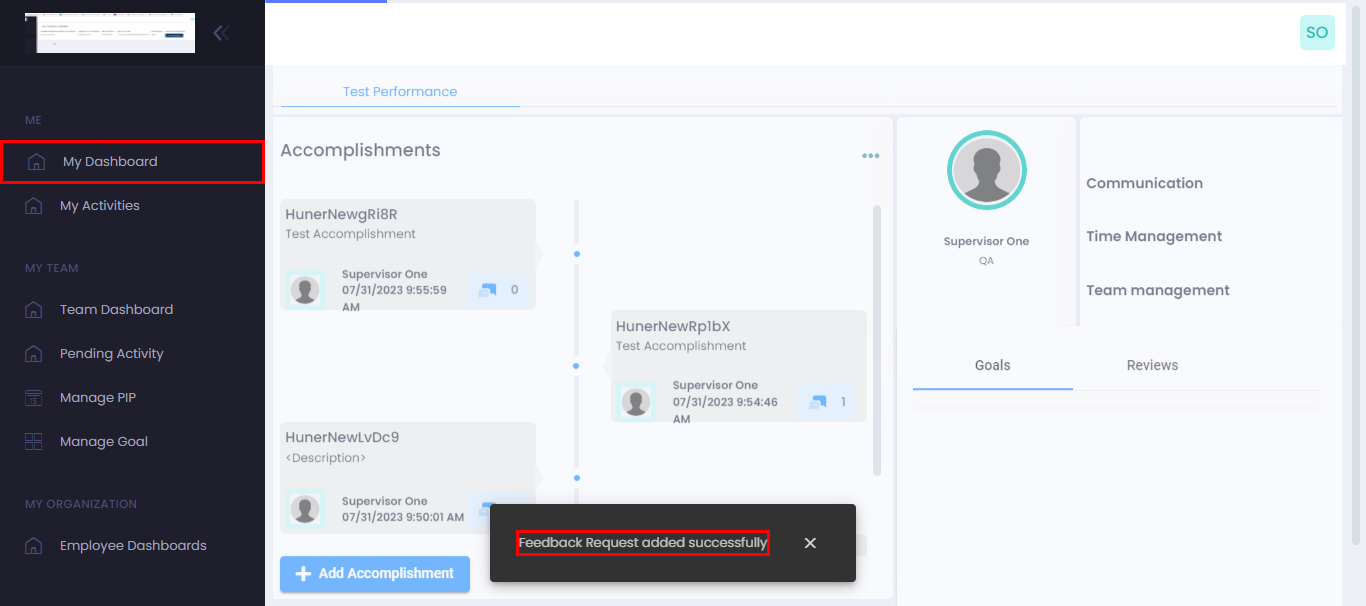 SO
ME
My Dashboard
My Activities
MY TEAM
Team Dashboard
Pending Activity
15
Manage PIP
Manage Goal
MY ORGANIZATION
Employee Dashboards
Test Performance
Accomplishments
HunerNewgRi8R
Test Accomplishment
Supervisor One
07/31/2023 9:55:59
AM
0
HunerNewRp1bX
Test Accomplishment
Supervisor One
07/31/2023 9:54:46
AM
1
HunerNewLvDc9
<Description>
Supervisor One
07/31/2023 9:50:01 AM
Add Accomplishment
Feedback Request added successfully
Supervisor One
QA
Communication
Time Management
Team management
Goals
Reviews